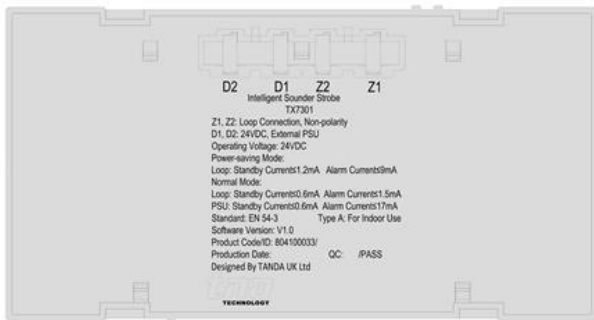 D2 D1 Z2 Z1
Intelligent Sounder Strobe
TX7301
Z1, Z2: Loop Connection, Non-polarity
D1, D2: 24VDC, External PSU
Operating Voltage: 24VDC
Power-saving Mode:
Loop: Standby Current≤1.2mA Alarm Current≤9mA
Normal Mode:
Loop: Standby Current≤0.6mA Alarm Current≤1.5mA
PSU: Standby Current≤0.6mA Alarm Current≤17mA
Standard: EN 54-3 Type A: For Indoor Use
Software Version: V1.0
Product Code/ID: 804100033/
Production Date: QC: /PASS
Designed By TANDA UK Ltd
TECHNOLOGY